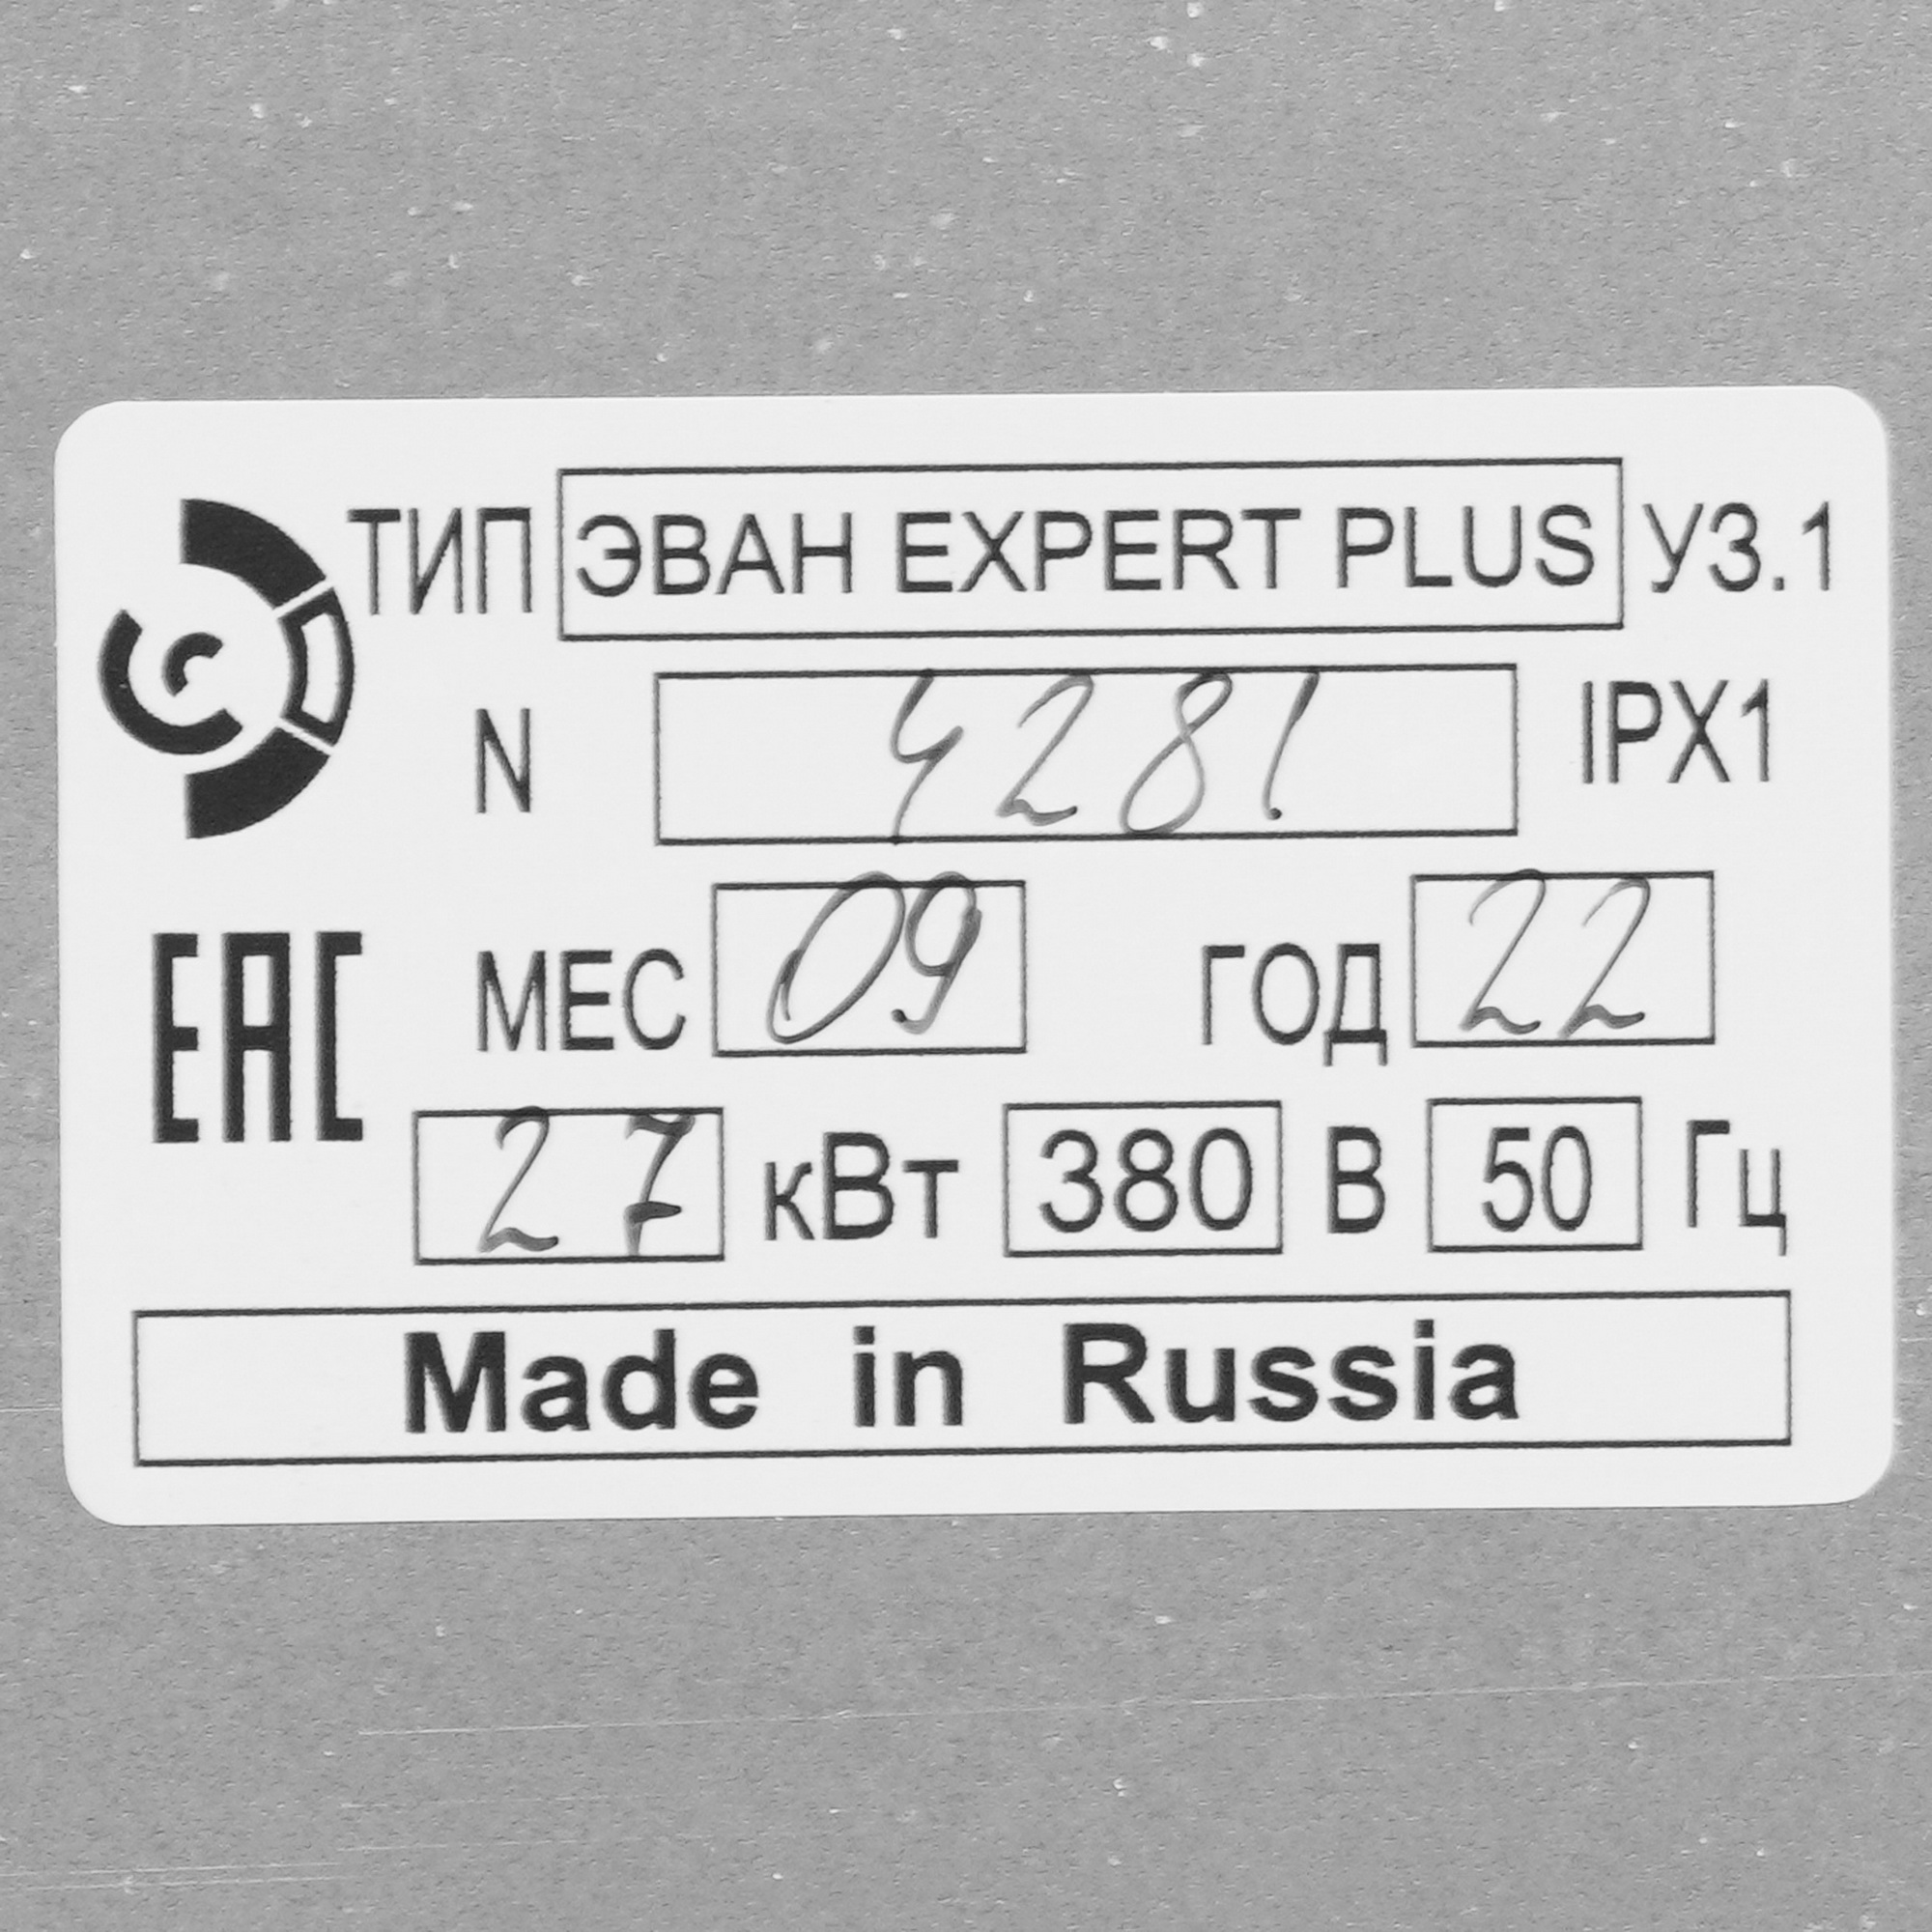 ТИП ЭВАН EXPERT PLUS У3.1
N 4281 IPX1
МЕС 09 ГОД 22
EAC
27 кВт 380 В 50 Гц
Made in Russia